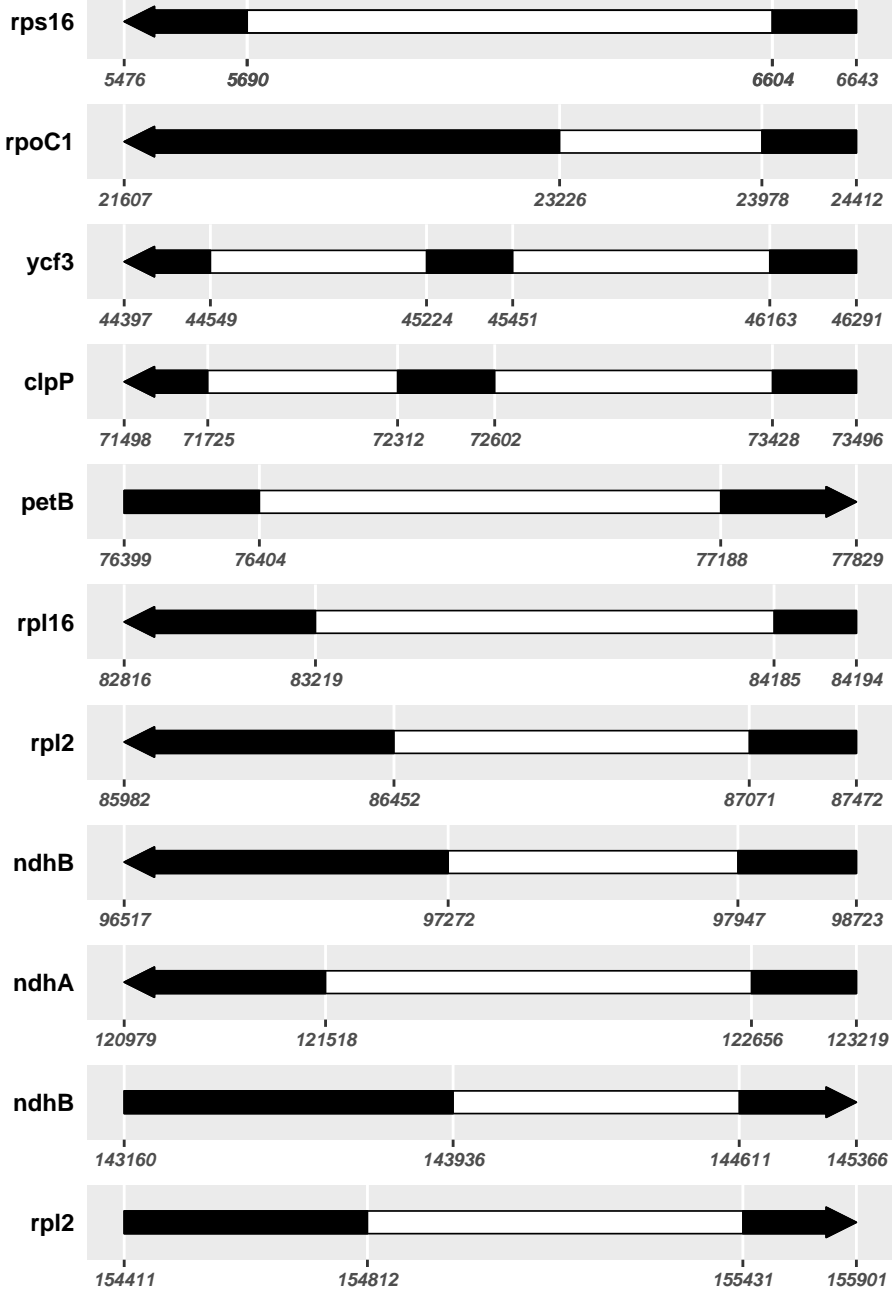 rps16
5476 5690 6604 6643
rpoC1
21607 23226 23978 24412
ycf3
44397 44549 45224 45451 46163 46291
clpP
71498 71725 72312 72602 73428 73496
petB
76399 76404 77188 77829
rpl16
82816 83219 84185 84194
rpl2
85982 86452 87071 87472
ndhB
96517 97272 97947 98723
ndhA
120979 121518 122656 123219
ndhB
143160 143936 144611 145366
rpl2
154411 154812 155431 155901